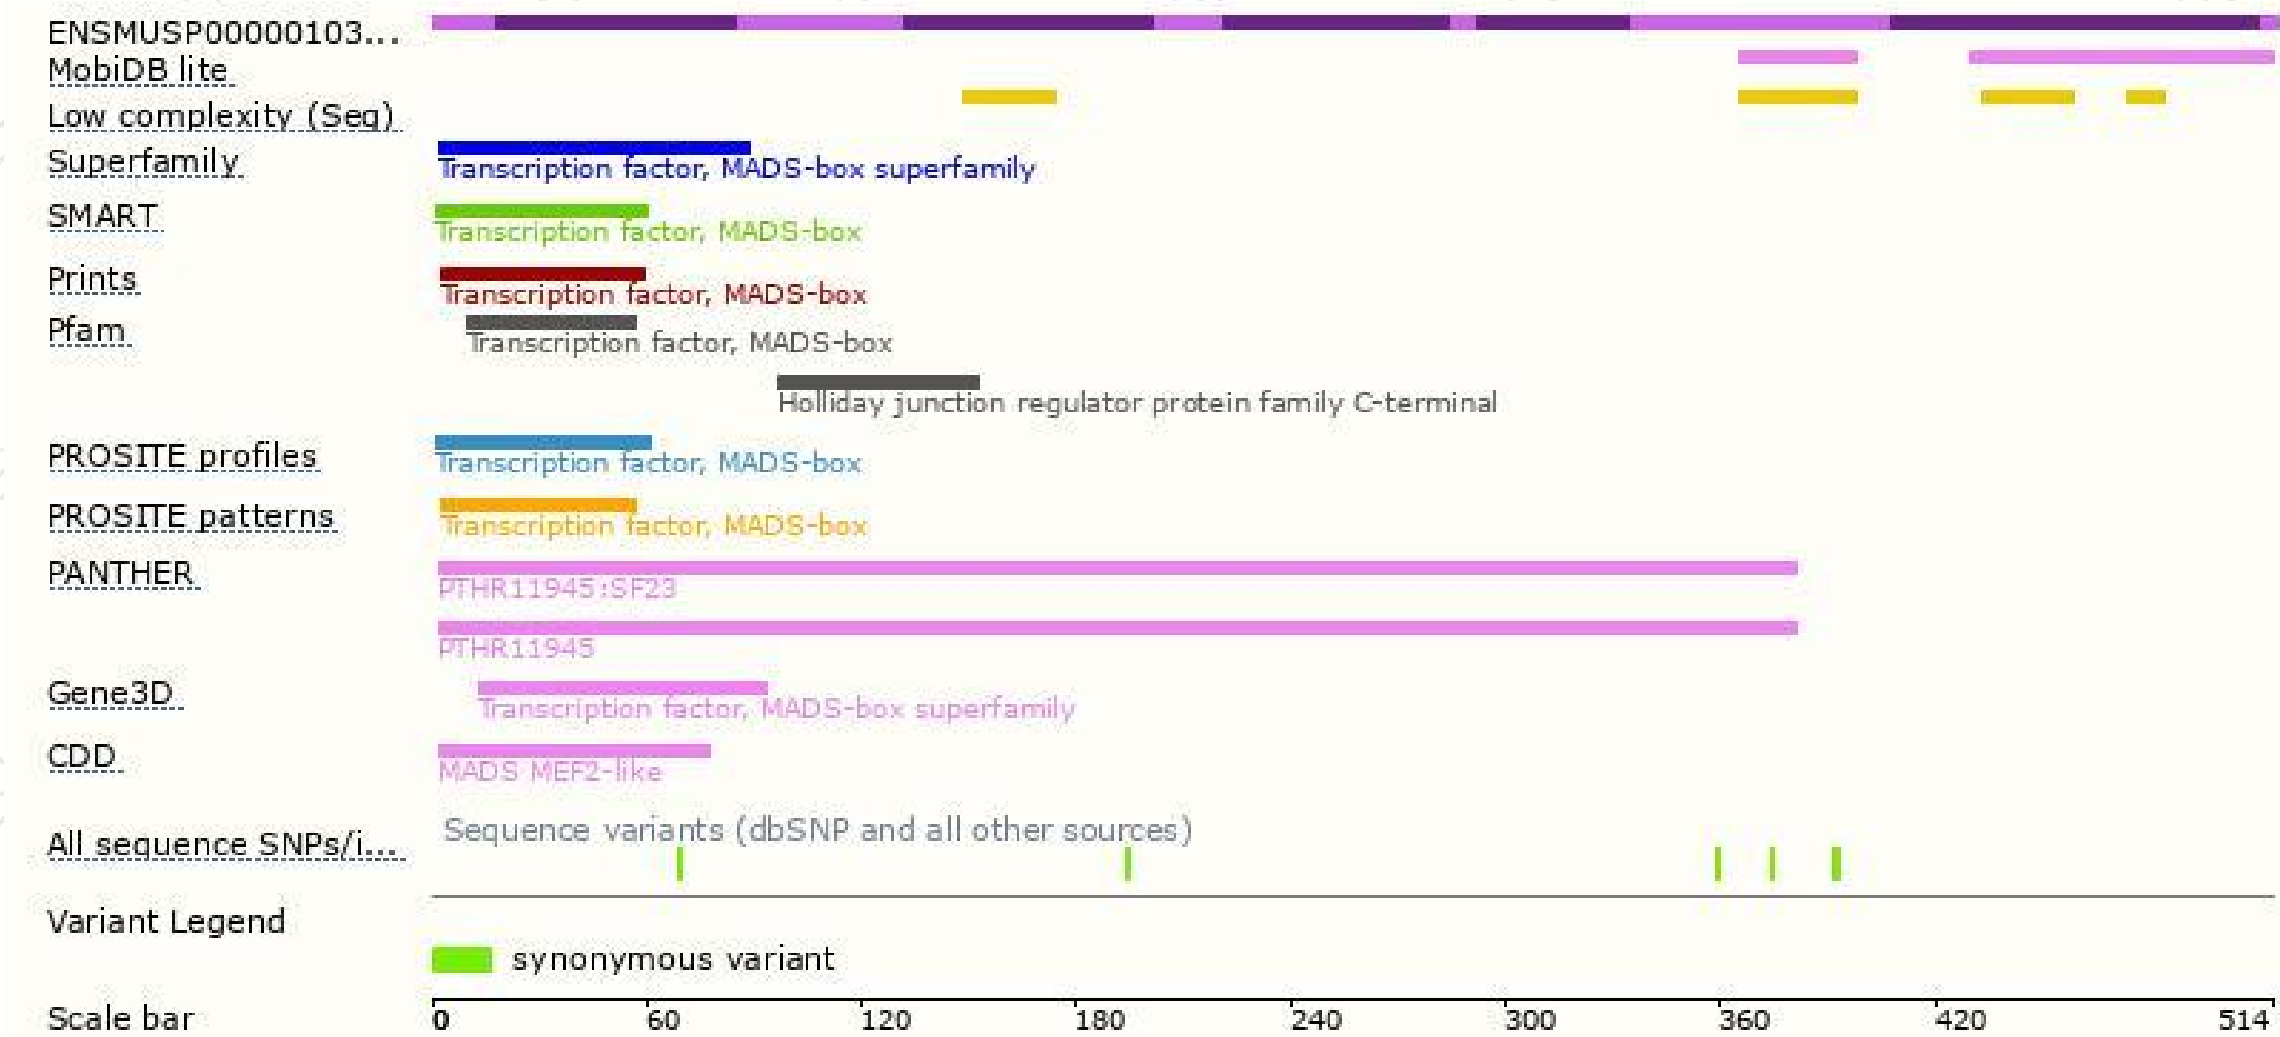 ENSMUSP00000103...
MobiDB lite
Low complexity (Seg)
Superfamily
Transcription factor, MADS-box superfamily
SMART
Transcription factor, MADS-box
Prints
Transcription factor, MADS-box
Pfam
Transcription factor, MADS-box
Holliday junction regulator protein family C-terminal
PROSITE profiles
Transcription factor, MADS-box
PROSITE patterns
Transcription factor, MADS-box
PANTHER
PTHR11945:SF23
PTHR11945
Gene3D
Transcription factor, MADS-box superfamily
CDD
MADS MEF2-like
All sequence SNPs/i...
Sequence variants (dbSNP and all other sources)
Variant Legend
synonymous variant
Scale bar 0 60 120 180 240 300 360 420 514